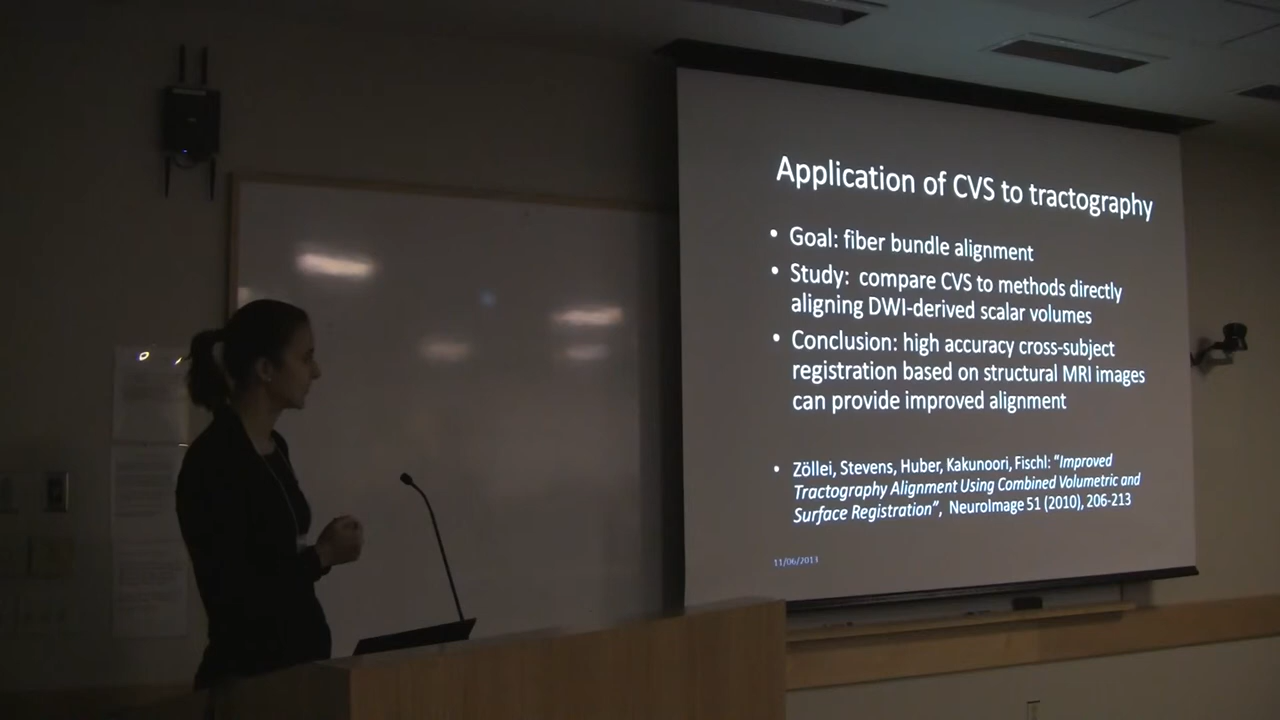 Application of CVS to tractography
• Goal: fiber bundle alignment
• Study: compare CVS to methods directly
aligning DWI-derived scalar volumes
• Conclusion: high accuracy cross-subject
registration based on structural MRI images
can provide improved alignment
• Zöllei, Stevens, Huber, Kakunoori, Fischl: “Improved
Tractography Alignment Using Combined Volumetric and
Surface Registration”, NeuroImage 51 (2010), 206-213
11/06/2013